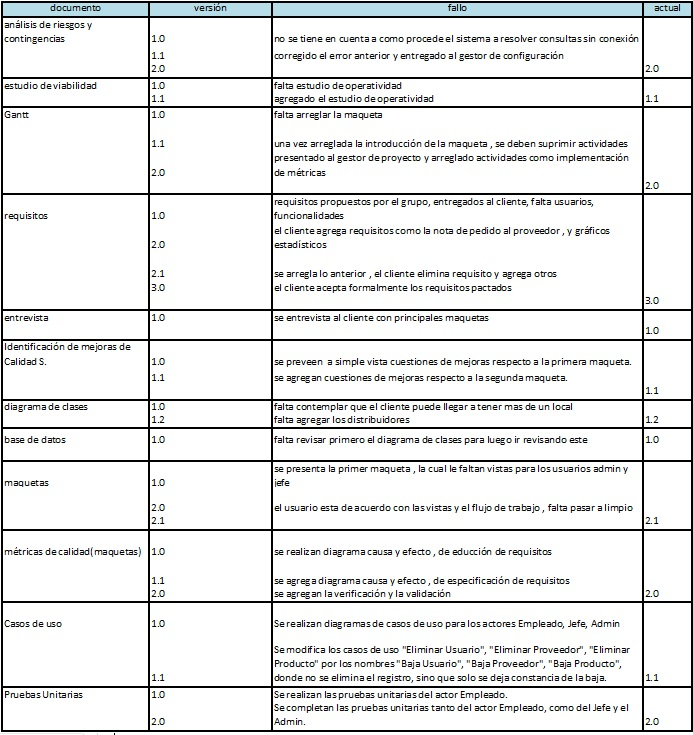 documento versión fallo actual
análisis de riesgos y
contingencias 1.0 no se tiene en cuenta a como procede el sistema a resolver consultas sin conexión
1.1 corregido el error anterior y entregado al gestor de configuración
2.0 2.0
estudio de viabilidad 1.0 falta estudio de operatividad
1.1 agregado el estudio de operatividad 1.1
Gantt 1.0 falta arreglar la maqueta
1.1 una vez arreglada la introducción de la maqueta , se deben suprimir actividades
presentado al gestor de proyecto y arreglado actividades como implementación
2.0 de métricas
2.0
requisitos propuestos por el grupo, entregados al cliente, falta usuarios,
requisitos 1.0 funcionalidades
el cliente agrega requisitos como la nota de pedido al proveedor , y gráficos
2.0 estadísticos
2.1 se arregla lo anterior , el cliente elimina requisito y agrega otros
3.0 el cliente acepta formalmente los requisitos pactados
3.0
entrevista 1.0 se entrevista al cliente con principales maquetas
1.0
Identificación de mejoras de
Calidad S. 1.0 se preveen a simple vista cuestiones de mejoras respecto a la primera maqueta.
1.1 se agregan cuestiones de mejoras respecto a la segunda maqueta.
1.1
diagrama de clases 1.0 falta contemplar que el cliente puede llegar a tener mas de un local
1.2 falta agregar los distribuidores 1.2
base de datos 1.0 falta revisar primero el diagrama de clases para luego ir revisando este 1.0
se presenta la primer maqueta , la cual le faltan vistas para los usuarios admin y
maquetas 1.0 jefe
2.0 el usuario esta de acuerdo con las vistas y el flujo de trabajo , falta pasar a limpio
2.1 2.1
métricas de calidad(maquetas) 1.0 se realizan diagrama causa y efecto , de educción de requisitos
1.1 se agrega diagrama causa y efecto , de especificación de requisitos
2.0 se agregan la verificación y la validación 2.0
Casos de uso 1.0 Se realizan diagramas de casos de uso para los actores Empleado, Jefe, Admin
Se modifica los casos de uso "Eliminar Usuario", "Eliminar Proveedor", "Eliminar
Producto" por los nombres "Baja Usuario", "Baja Proveedor", "Baja Producto",
1.1 donde no se elimina el registro, sino que solo se deja constancia de la baja. 1.1
Pruebas Unitarias 1.0 Se realizan las pruebas unitarias del actor Empleado.
Se completan las pruebas unitarias tanto del actor Empleado, como del Jefe y el
2.0 Admin. 2.0